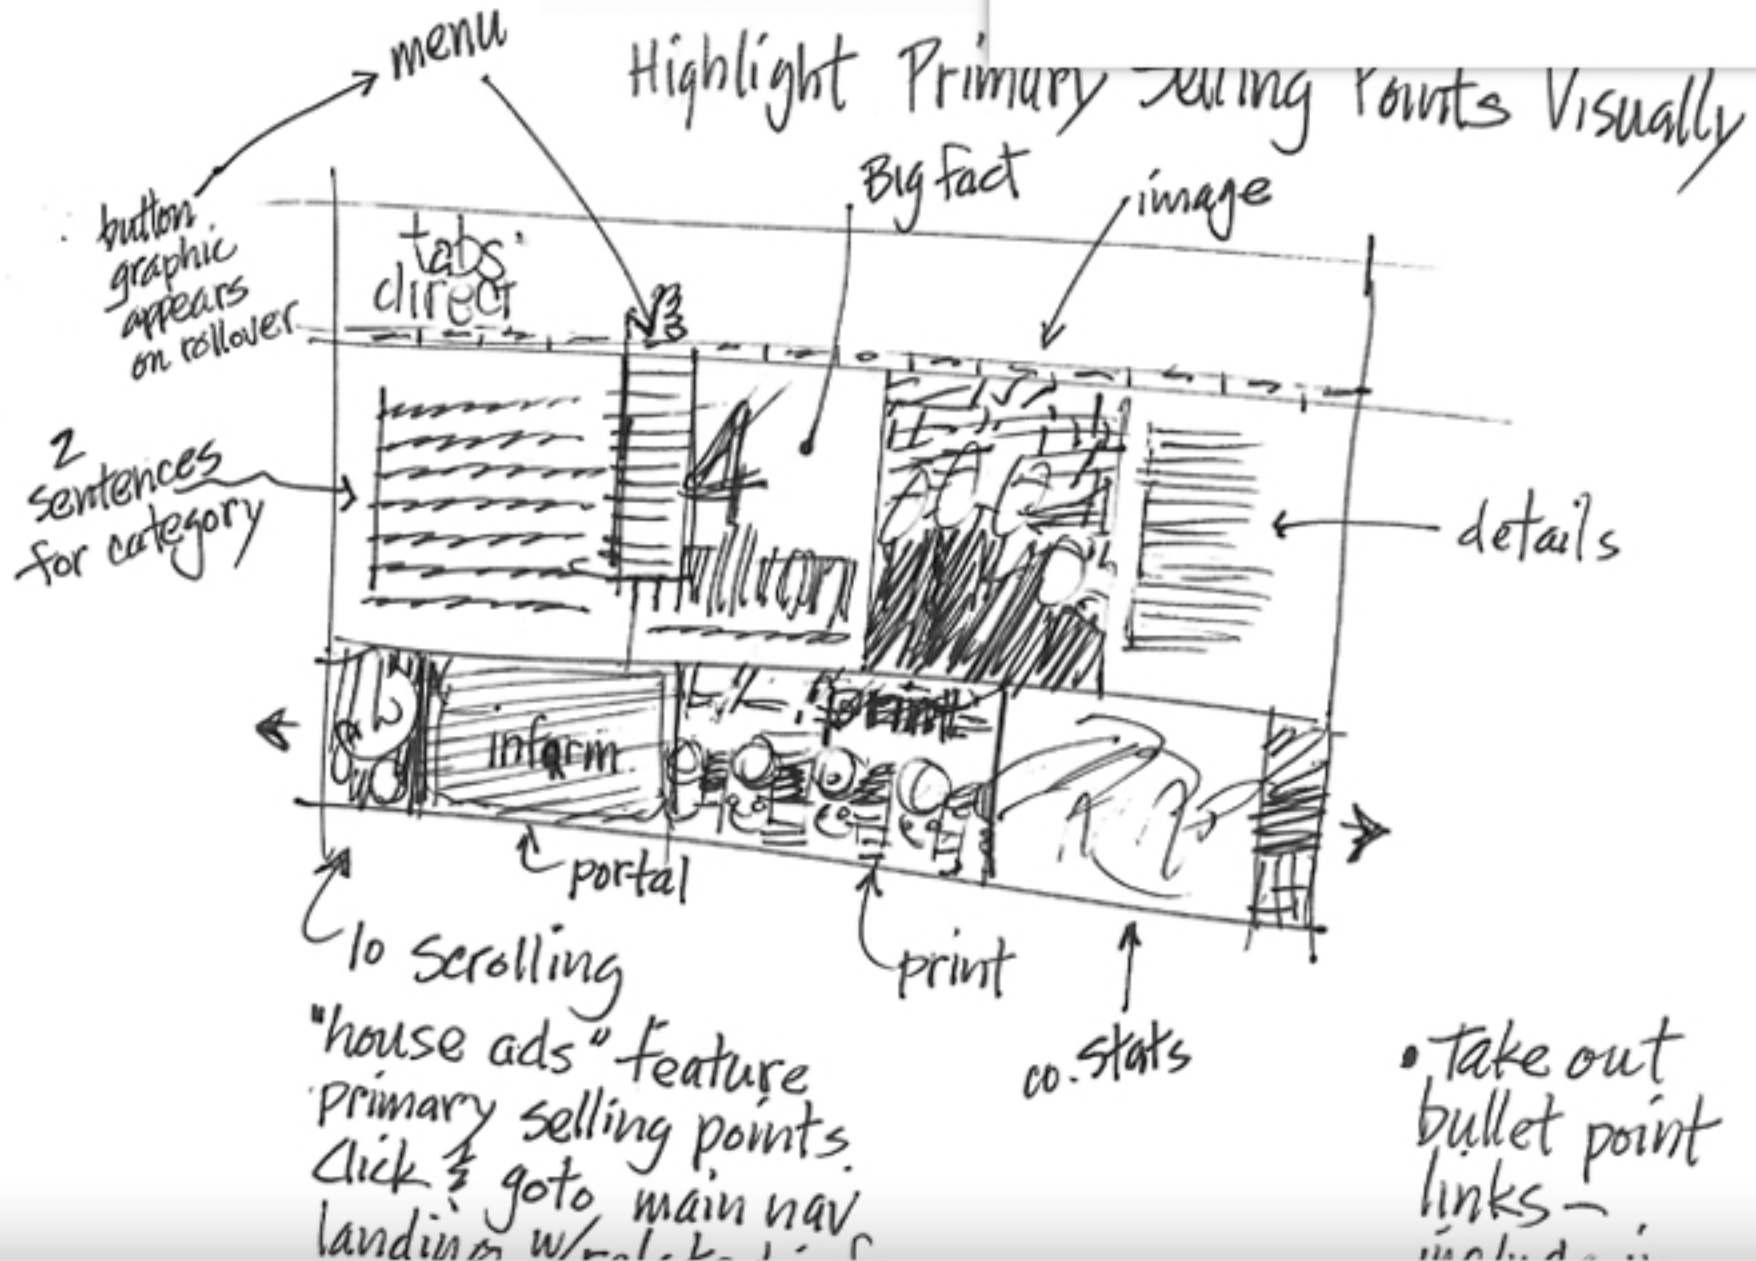 menu
Highlight Primary Selling Points Visually
Big fact
image
button
graphic
appears
on rollover
tabs
direct
2
sentences
for category
4
million
details
inform
print
portal
print
co. stats
10 Scrolling
"house ads" feature
primary selling points.
Click & goto main nav
landing
• Take out
bullet point
links –